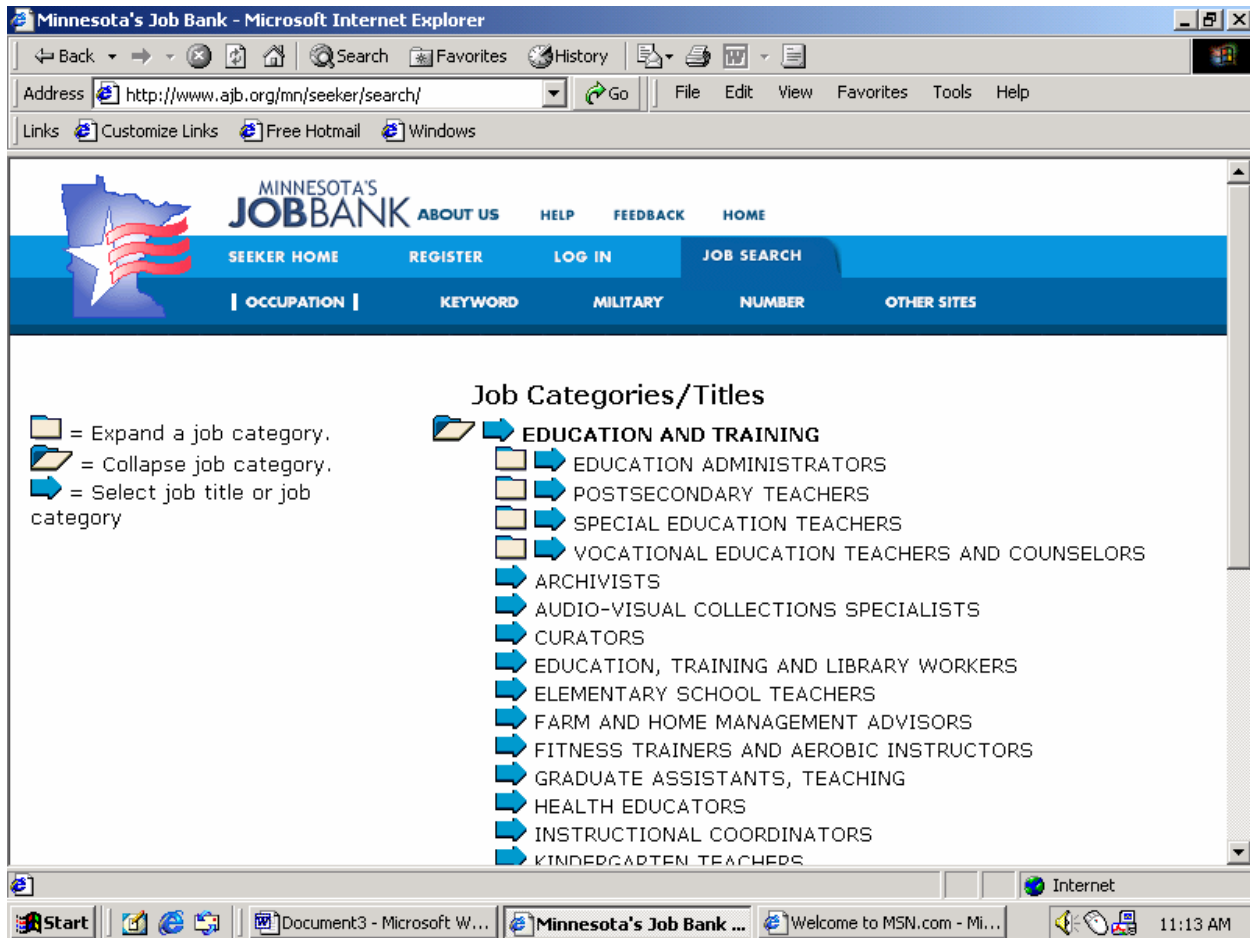 Minnesota's Job Bank - Microsoft Internet Explorer
Back Search Favorites History
Address http://www.ajb.org/mn/seeker/search/ Go File Edit View Favorites Tools Help
Links Customize Links Free Hotmail Windows
MINNESOTA'S
JOBBANK ABOUT US HELP FEEDBACK HOME
SEEKER HOME REGISTER LOG IN JOB SEARCH
OCCUPATION KEYWORD MILITARY NUMBER OTHER SITES
Job Categories/Titles
= Expand a job category.
= Collapse job category.
= Select job title or job
category
EDUCATION AND TRAINING
EDUCATION ADMINISTRATORS
POSTSECONDARY TEACHERS
SPECIAL EDUCATION TEACHERS
VOCATIONAL EDUCATION TEACHERS AND COUNSELORS
ARCHIVISTS
AUDIO-VISUAL COLLECTIONS SPECIALISTS
CURATORS
EDUCATION, TRAINING AND LIBRARY WORKERS
ELEMENTARY SCHOOL TEACHERS
FARM AND HOME MANAGEMENT ADVISORS
FITNESS TRAINERS AND AEROBIC INSTRUCTORS
GRADUATE ASSISTANTS, TEACHING
HEALTH EDUCATORS
INSTRUCTIONAL COORDINATORS
KINDERGARTEN TEACHERS
Internet
Start Document3 - Microsoft W... Minnesota's Job Bank ... Welcome to MSN.com - Mi... 11:13 AM